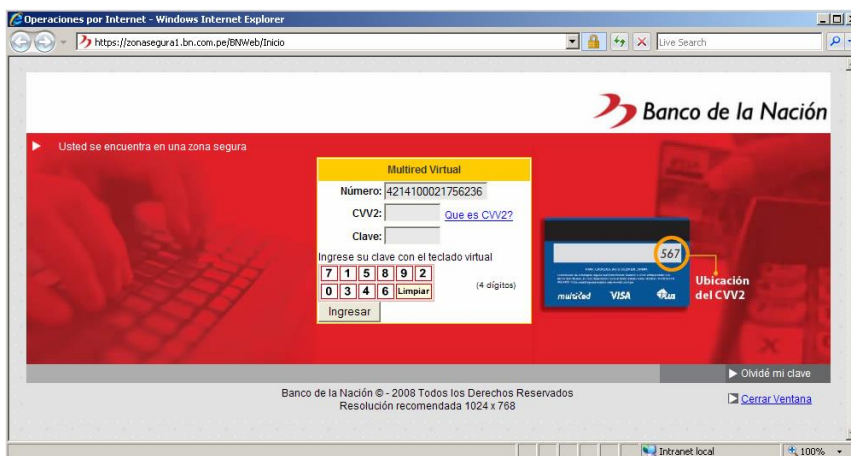 Operaciones por Internet - Windows Internet Explorer
https://zonasegura1.bn.com.pe/BNWeb/Inicio
Live Search
Banco de la Nación
Usted se encuentra en una zona segura
Multired Virtual
Número: 4214100021756236
CVV2: Que es CVV2?
Clave:
Ingrese su clave con el teclado virtual
7 1 5 8 9 2
0 3 4 6 Limpiar (4 dígitos)
Ingresar
567
Ubicación
del CVV2
multired VISA Plus
Olvidé mi clave
Banco de la Nación © - 2008 Todos los Derechos Reservados
Resolución recomendada 1024 x 768
Cerrar Ventana
Intranet local
100%